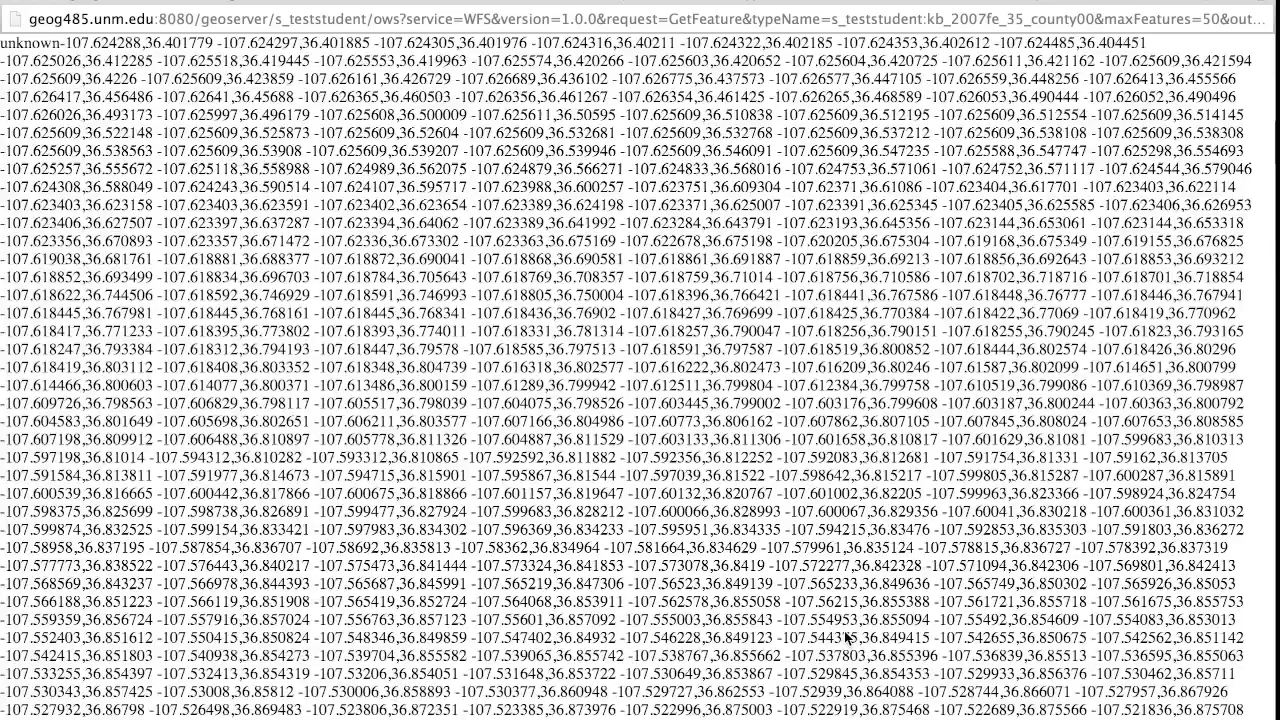 geog485.unm.edu:8080/geoserver/s_teststudent/ows?service=WFS&version=1.0.0&request=GetFeature&typeName=s_teststudent:kb_2007fe_35_county00&maxFeatures=50&out...
unknown-107.624288,36.401779 -107.624297,36.401885 -107.624305,36.401976 -107.624316,36.40211 -107.624322,36.402185 -107.624353,36.402612 -107.624485,36.404451
-107.625026,36.412285 -107.625518,36.419445 -107.625553,36.419963 -107.625574,36.420266 -107.625603,36.420652 -107.625604,36.420725 -107.625611,36.421162 -107.625609,36.421594
-107.625609,36.4226 -107.625609,36.423859 -107.626161,36.426729 -107.626689,36.436102 -107.626775,36.437573 -107.626577,36.447105 -107.626559,36.448256 -107.626413,36.455566
-107.626417,36.456486 -107.62641,36.45688 -107.626365,36.460503 -107.626356,36.461267 -107.626354,36.461425 -107.626265,36.468589 -107.626053,36.490444 -107.626052,36.490496
-107.626026,36.493173 -107.625997,36.496179 -107.625608,36.500009 -107.625611,36.50595 -107.625609,36.510838 -107.625609,36.512195 -107.625609,36.512554 -107.625609,36.514145
-107.625609,36.522148 -107.625609,36.525873 -107.625609,36.52604 -107.625609,36.532681 -107.625609,36.532768 -107.625609,36.537212 -107.625609,36.538108 -107.625609,36.538308
-107.625609,36.538563 -107.625609,36.53908 -107.625609,36.539207 -107.625609,36.539946 -107.625609,36.546091 -107.625609,36.547235 -107.625588,36.547747 -107.625298,36.554693
-107.625257,36.555672 -107.625118,36.558988 -107.624989,36.562075 -107.624879,36.566271 -107.624833,36.568016 -107.624753,36.571061 -107.624752,36.571117 -107.624544,36.579046
-107.624308,36.588049 -107.624243,36.590514 -107.624107,36.595717 -107.623988,36.600257 -107.623751,36.609304 -107.62371,36.61086 -107.623404,36.617701 -107.623403,36.622114
-107.623403,36.623158 -107.623403,36.623591 -107.623402,36.623654 -107.623389,36.624198 -107.623371,36.625007 -107.623391,36.625345 -107.623405,36.625585 -107.623406,36.626953
-107.623406,36.627507 -107.623397,36.637287 -107.623394,36.64062 -107.623389,36.641992 -107.623284,36.643791 -107.623193,36.645356 -107.623144,36.653061 -107.623144,36.653318
-107.623356,36.670893 -107.623357,36.671472 -107.62336,36.673302 -107.623363,36.675169 -107.622678,36.675198 -107.620205,36.675304 -107.619168,36.675349 -107.619155,36.676825
-107.619038,36.681761 -107.618881,36.688377 -107.618872,36.690041 -107.618868,36.690581 -107.618861,36.691887 -107.618859,36.69213 -107.618856,36.692643 -107.618853,36.693212
-107.618852,36.693499 -107.618834,36.696703 -107.618784,36.705643 -107.618769,36.708357 -107.618759,36.71014 -107.618756,36.710586 -107.618702,36.718716 -107.618701,36.718854
-107.618622,36.744506 -107.618592,36.746929 -107.618591,36.746993 -107.618805,36.750004 -107.618396,36.766421 -107.618441,36.767586 -107.618448,36.76777 -107.618446,36.767941
-107.618445,36.767981 -107.618445,36.768161 -107.618445,36.768341 -107.618436,36.76902 -107.618427,36.769699 -107.618425,36.770384 -107.618422,36.77069 -107.618419,36.770962
-107.618417,36.771233 -107.618395,36.773802 -107.618393,36.774011 -107.618331,36.781314 -107.618257,36.790047 -107.618256,36.790151 -107.618255,36.790245 -107.61823,36.793165
-107.618247,36.793384 -107.618312,36.794193 -107.618447,36.79578 -107.618585,36.797513 -107.618591,36.797587 -107.618519,36.800852 -107.618444,36.802574 -107.618426,36.80296
-107.618419,36.803112 -107.618408,36.803352 -107.618348,36.804739 -107.616318,36.802577 -107.616222,36.802473 -107.616209,36.80246 -107.61587,36.802099 -107.614651,36.800799
-107.614466,36.800603 -107.614077,36.800371 -107.613486,36.800159 -107.61289,36.799942 -107.612511,36.799804 -107.612384,36.799758 -107.610519,36.799086 -107.610369,36.798987
-107.609726,36.798563 -107.606829,36.798117 -107.605517,36.798039 -107.604075,36.798526 -107.603445,36.799002 -107.603176,36.799608 -107.603187,36.800244 -107.60363,36.800792
-107.604583,36.801649 -107.605698,36.802651 -107.606211,36.803577 -107.607166,36.804986 -107.60773,36.806162 -107.607862,36.807105 -107.607845,36.808024 -107.607653,36.808585
-107.607198,36.809912 -107.606488,36.810897 -107.605778,36.811326 -107.604887,36.811529 -107.603133,36.811306 -107.601658,36.810817 -107.601629,36.81081 -107.599683,36.810313
-107.597198,36.81014 -107.594312,36.810282 -107.593312,36.810865 -107.592592,36.811882 -107.592356,36.812252 -107.592083,36.812681 -107.591754,36.81331 -107.59162,36.813705
-107.591584,36.813811 -107.591977,36.814673 -107.594715,36.815901 -107.595867,36.81544 -107.597039,36.81522 -107.598642,36.815217 -107.599805,36.815287 -107.600287,36.815891
-107.600539,36.816665 -107.600442,36.817866 -107.600675,36.818866 -107.601157,36.819647 -107.60132,36.820767 -107.601002,36.82205 -107.599963,36.823366 -107.598924,36.824754
-107.598375,36.825699 -107.598738,36.826891 -107.599477,36.827924 -107.599683,36.828212 -107.600066,36.828993 -107.600067,36.829356 -107.60041,36.830218 -107.600361,36.831032
-107.599874,36.832525 -107.599154,36.833421 -107.597983,36.834302 -107.596369,36.834233 -107.595951,36.834335 -107.594215,36.83476 -107.592853,36.835303 -107.591803,36.836272
-107.58958,36.837195 -107.587854,36.836707 -107.58692,36.835813 -107.58362,36.834964 -107.581664,36.834629 -107.579961,36.835124 -107.578815,36.836727 -107.578392,36.837319
-107.577773,36.838522 -107.576443,36.840217 -107.575473,36.841444 -107.573324,36.841853 -107.573078,36.8419 -107.572277,36.842328 -107.571094,36.842306 -107.569801,36.842413
-107.568569,36.843237 -107.566978,36.844393 -107.565687,36.845991 -107.565219,36.847306 -107.56523,36.849139 -107.565233,36.849636 -107.565749,36.850302 -107.565926,36.85053
-107.566188,36.851223 -107.566119,36.851908 -107.565419,36.852724 -107.564068,36.853911 -107.562578,36.855058 -107.56215,36.855388 -107.561721,36.855718 -107.561675,36.855753
-107.559359,36.856724 -107.557916,36.857024 -107.556763,36.857123 -107.55601,36.857092 -107.555003,36.855843 -107.554953,36.855094 -107.55492,36.854609 -107.554083,36.853013
-107.552403,36.851612 -107.550415,36.850824 -107.548346,36.849859 -107.547402,36.84932 -107.546228,36.849123 -107.542655,36.850675 -107.542562,36.851142
-107.542415,36.851803 -107.540938,36.854273 -107.539704,36.855582 -107.539065,36.855742 -107.538767,36.855662 -107.537803,36.855396 -107.536839,36.85513 -107.536595,36.855063
-107.533255,36.854397 -107.532413,36.854319 -107.53206,36.854051 -107.531648,36.853722 -107.530649,36.853867 -107.529845,36.854353 -107.529933,36.856376 -107.530462,36.85711
-107.530343,36.857425 -107.53008,36.85812 -107.530006,36.858893 -107.530377,36.860948 -107.529727,36.862553 -107.52939,36.864088 -107.528744,36.866071 -107.527957,36.867926
-107.527932,36.86798 -107.526498,36.869483 -107.523806,36.872351 -107.523387,36.873976 -107.522996,36.875003 -107.522919,36.875468 -107.522689,36.875566 -107.521836,36.875708